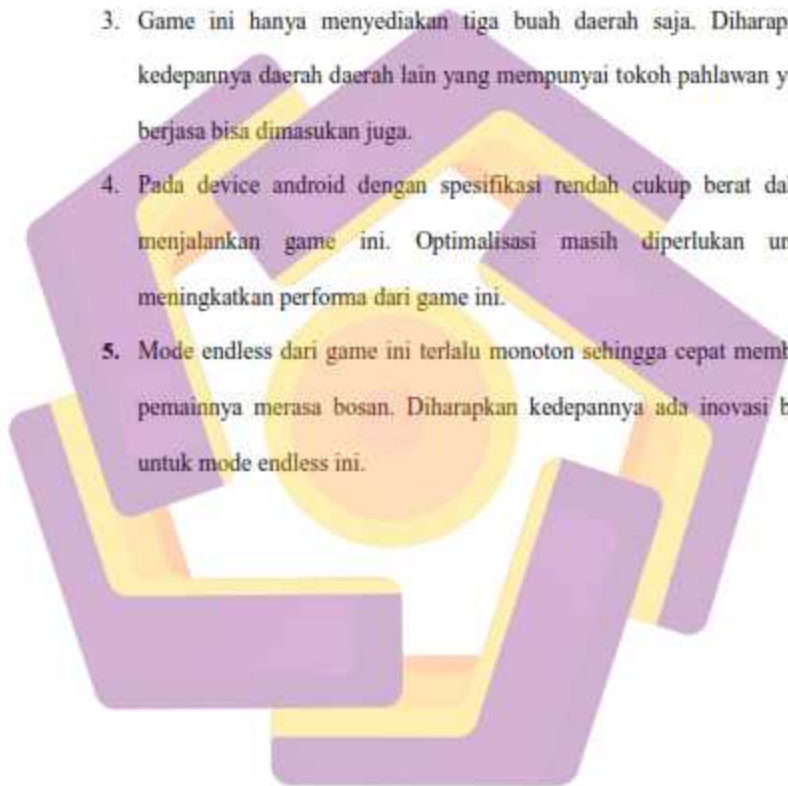 3. Game ini hanya menyediakan tiga buah daerah saja. Diharap
kedepannya daerah daerah lain yang mempunyai tokoh pahlawan y
berjasa bisa dimasukan juga.
4. Pada device android dengan spesifikasi rendah cukup berat dal
menjalankan game ini. Optimalisasi masih diperlukan un
meningkatkan performa dari game ini.
5. Mode endless dari game ini terlalu monoton sehingga cepat memb
pemainnya merasa bosan. Diharapkan kedepannya ada inovasi b
untuk mode endless ini.